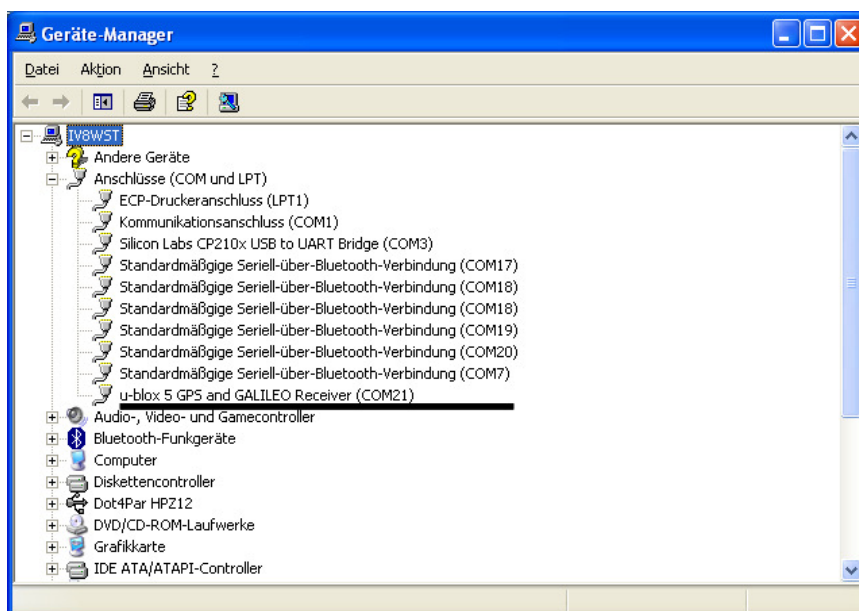 Geräte-Manager
Datei Aktion Ansicht ?
IV8WST
Andere Geräte
Anschlüsse (COM und LPT)
ECP-Druckeranschluss (LPT1)
Kommunikationsanschluss (COM1)
Silicon Labs CP210x USB to UART Bridge (COM3)
Standardmäßgige Seriell-über-Bluetooth-Verbindung (COM17)
Standardmäßgige Seriell-über-Bluetooth-Verbindung (COM18)
Standardmäßgige Seriell-über-Bluetooth-Verbindung (COM18)
Standardmäßgige Seriell-über-Bluetooth-Verbindung (COM19)
Standardmäßgige Seriell-über-Bluetooth-Verbindung (COM20)
Standardmäßgige Seriell-über-Bluetooth-Verbindung (COM7)
u-blox 5 GPS and GALILEO Receiver (COM21)
Audio-, Video- und Gamecontroller
Bluetooth-Funkgeräte
Computer
Diskettencontroller
Dot4Par HPZ12
DVD/CD-ROM-Laufwerke
Grafikkarte
IDE ATA/ATAPI-Controller